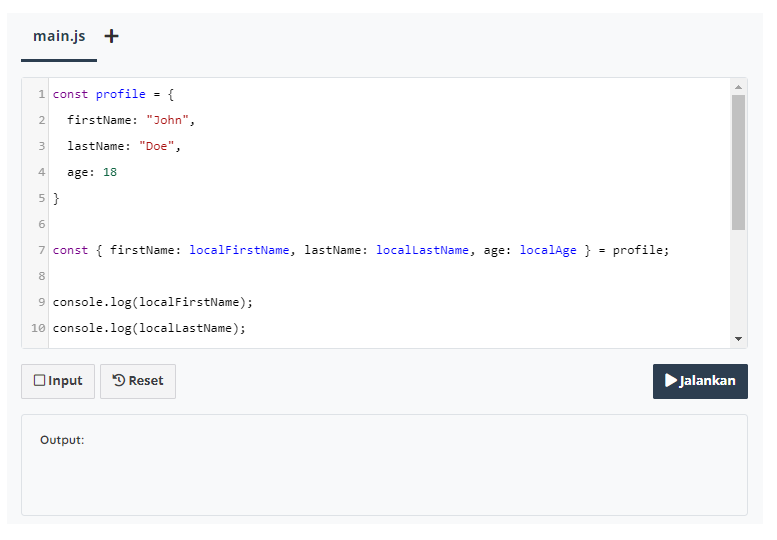 main.js +
1 const profile = {
2 firstName: "John",
3 lastName: "Doe",
4 age: 18
5 }
6
7 const { firstName: localFirstName, lastName: localLastName, age: localAge } = profile;
8
9 console.log(localFirstName);
10 console.log(localLastName);
Input Reset Jalankan
Output: